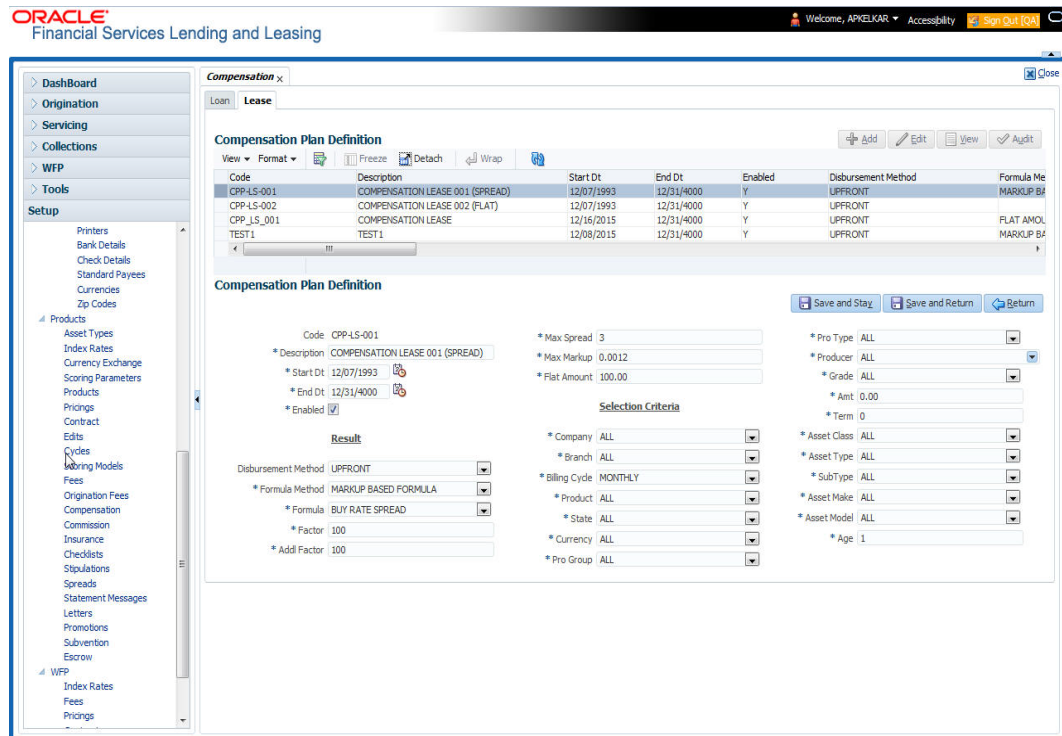 ORACLE
Financial Services Lending and Leasing
Welcome, APKELKAR
Accessibility
Sign Out [QA]
DashBoard
Origination
Servicing
Collections
WFP
Tools
Setup
Printers
Bank Details
Check Details
Standard Payees
Currencies
Zip Codes
Products
Asset Types
Index Rates
Currency Exchange
Scoring Parameters
Products
Pricings
Contract
Edits
Cycles
Scoring Models
Fees
Origination Fees
Compensation
Commission
Insurance
Checklists
Stipulations
Spreads
Statement Messages
Letters
Promotions
Subvention
Escrow
WFP
Index Rates
Fees
Pricings
Compensation x
Close
Loan Lease
Compensation Plan Definition
Add Edit View Audit
View Format Freeze Detach Wrap
Code Description Start Dt End Dt Enabled Disbursement Method Formula Me
CPP-LS-001 COMPENSATION LEASE 001 (SPREAD) 12/07/1993 12/31/4000 Y UPFRONT MARKUP BA
CPP-LS-002 COMPENSATION LEASE 002 (FLAT) 12/07/1993 12/31/4000 Y UPFRONT
CPP_LS_001 COMPENSATION LEASE 12/16/2015 12/31/4000 Y UPFRONT FLAT AMOU
TEST1 TEST1 12/08/2015 12/31/4000 Y UPFRONT MARKUP BA
Compensation Plan Definition
Save and Stay Save and Return Return
Code CPP-LS-001
* Description COMPENSATION LEASE 001 (SPREAD)
* Start Dt 12/07/1993
* End Dt 12/31/4000
* Enabled
Result
Disbursement Method UPFRONT
* Formula Method MARKUP BASED FORMULA
* Formula BUY RATE SPREAD
* Factor 100
* Addl Factor 100
* Max Spread 3
* Max Markup 0.0012
* Flat Amount 100.00
Selection Criteria
* Company ALL
* Branch ALL
* Billing Cycle MONTHLY
* Product ALL
* State ALL
* Currency ALL
* Pro Group ALL
* Pro Type ALL
* Producer ALL
* Grade ALL
* Amt 0.00
* Term 0
* Asset Class ALL
* Asset Type ALL
* SubType ALL
* Asset Make ALL
* Asset Model ALL
* Age 1